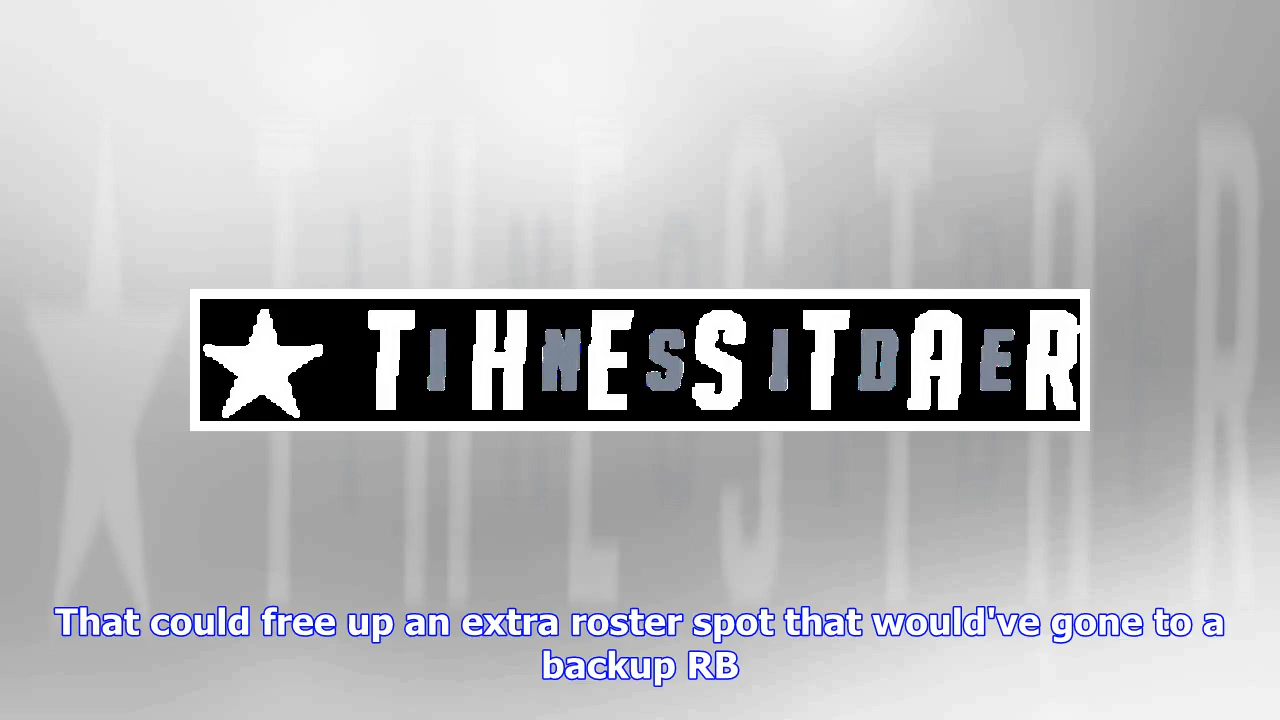 TIHNESSITDAER
That could free up an extra roster spot that would've gone to a
backup RB